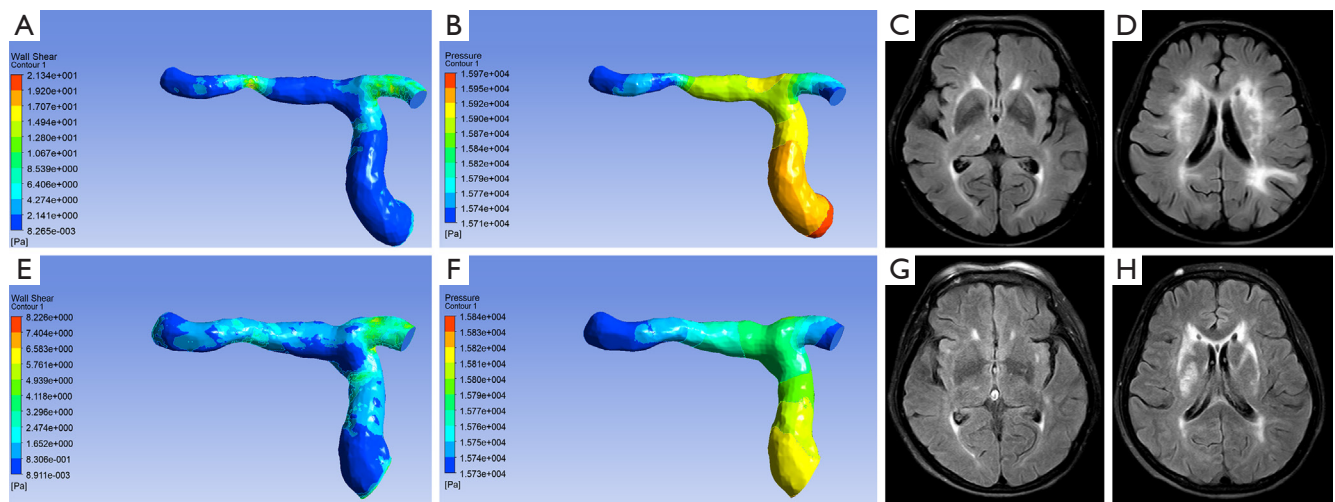 A
Wall Shear
Contour 1
2.134e+001
1.920e+001
1.707e+001
1.494e+001
1.280e+001
1.067e+001
8.539e+000
6.406e+000
4.274e+000
2.141e+000
8.265e-003
[Pa]
B
Pressure
Contour 1
1.597e+004
1.595e+004
1.592e+004
1.590e+004
1.587e+004
1.584e+004
1.582e+004
1.579e+004
1.577e+004
1.574e+004
1.571e+004
[Pa]
C
D
E
Wall Shear
Contour 1
8.226e+000
7.404e+000
6.583e+000
5.761e+000
4.939e+000
4.118e+000
3.296e+000
2.474e+000
1.652e+000
8.306e-001
8.911e-003
[Pa]
F
Pressure
Contour 1
1.584e+004
1.583e+004
1.582e+004
1.581e+004
1.580e+004
1.579e+004
1.577e+004
1.576e+004
1.575e+004
1.574e+004
1.573e+004
[Pa]
G
H